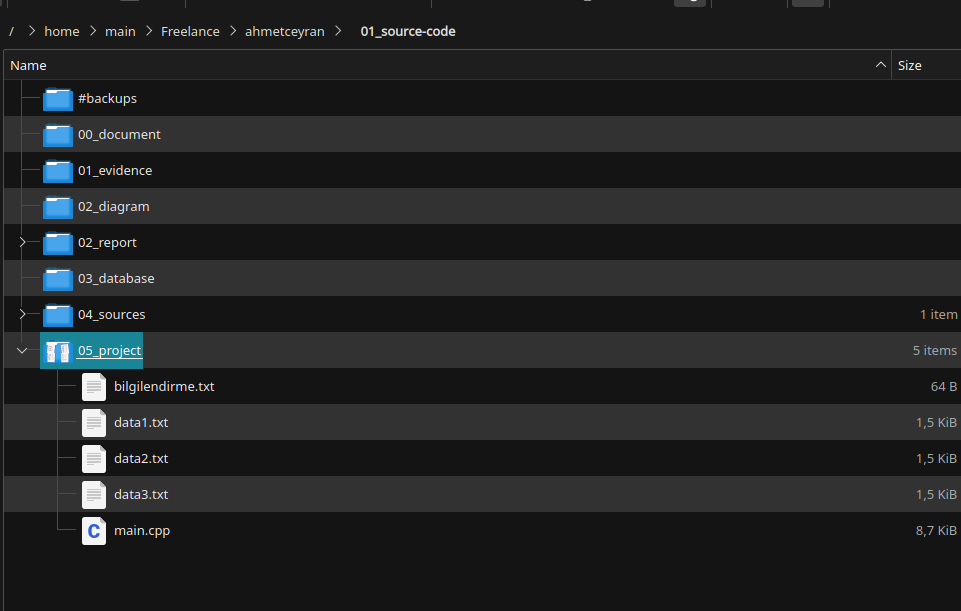 / > home > main > Freelance > ahmetceyran > 01_source-code
Name Size
#backups
00_document
01_evidence
02_diagram
02_report
03_database
04_sources 1 item
05_project 5 items
bilgilendirme.txt 64 B
data1.txt 1,5 KiB
data2.txt 1,5 KiB
data3.txt 1,5 KiB
C main.cpp 8,7 KiB